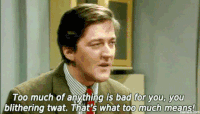 Too much of anything is bad for you, you
blithering twat. That's what too much means!